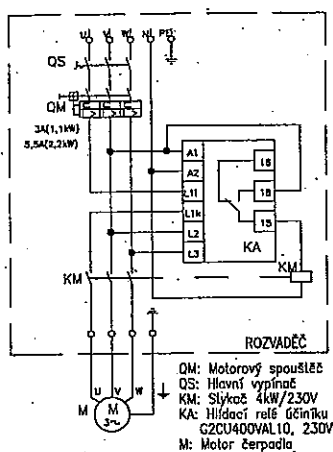 U V W N PE
QS
QM
3A(1,1kW)
5,5A(2,2kW)
A1
A2
L11
L1k
L2
L3
16
18
15
KA
KM
KM
ROZVADĚČ
U V W
M
M
3~
QM: Motorový spouštěč
QS: Hlavní vypínač
KM: Stykač 4kW/230V
KA: Hlídací relé účiníku
G2CU400VAL10, 230V
M: Motor čerpadla